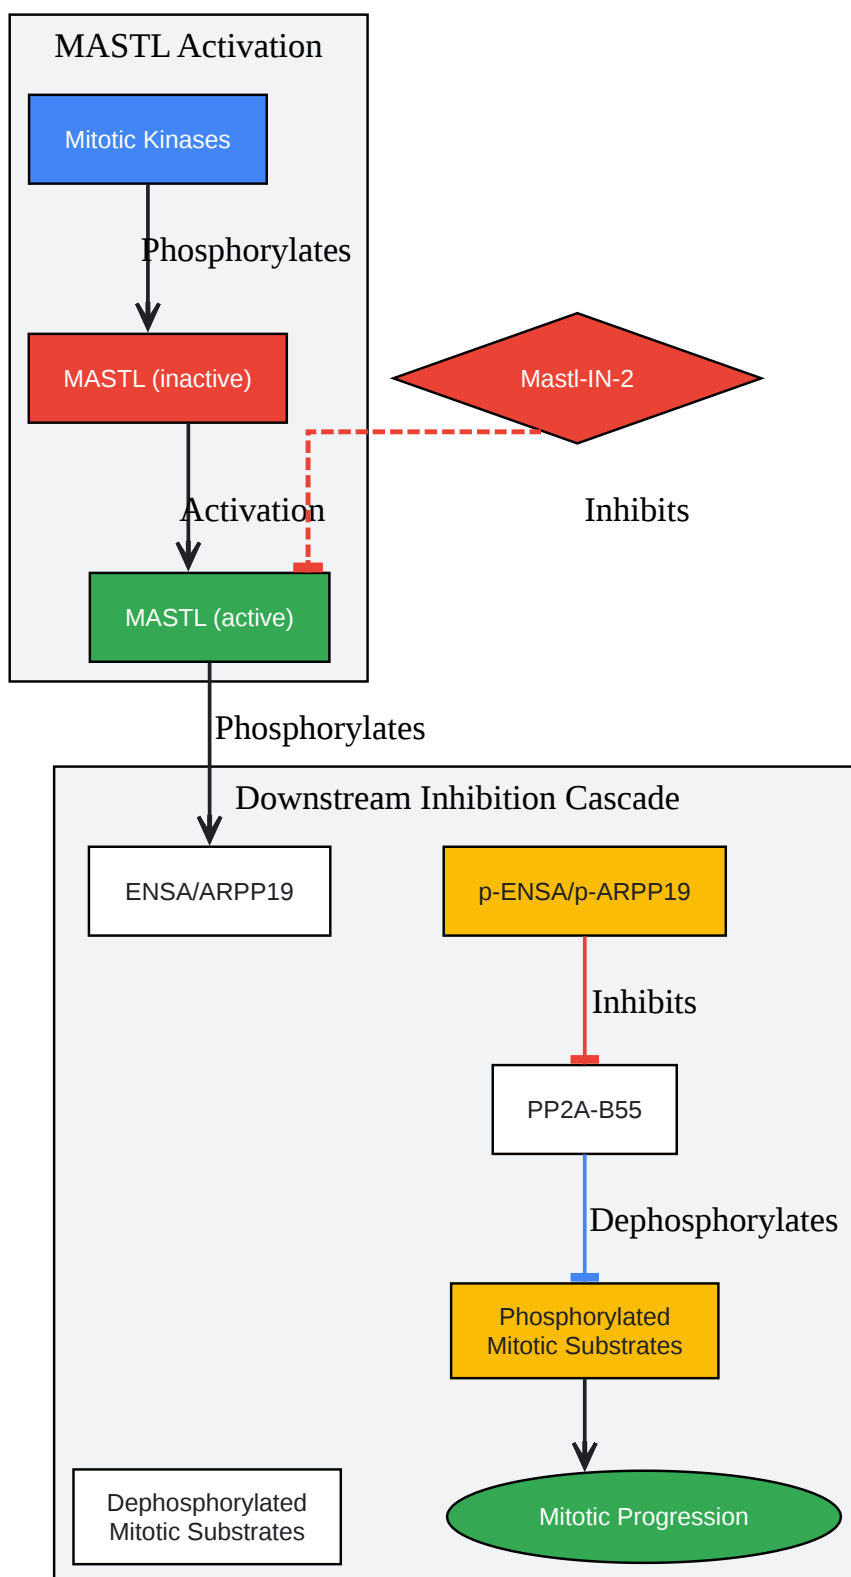 MASTL Activation
Mitotic Kinases
Phosphorylates
MASTL (inactive)
Mastl-IN-2
Activation
Inhibits
MASTL (active)
Phosphorylates
Downstream Inhibition Cascade
ENSA/ARPP19
p-ENSA/p-ARPP19
Inhibits
PP2A-B55
Dephosphorylates
Phosphorylated
Mitotic Substrates
Dephosphorylated
Mitotic Substrates
Mitotic Progression